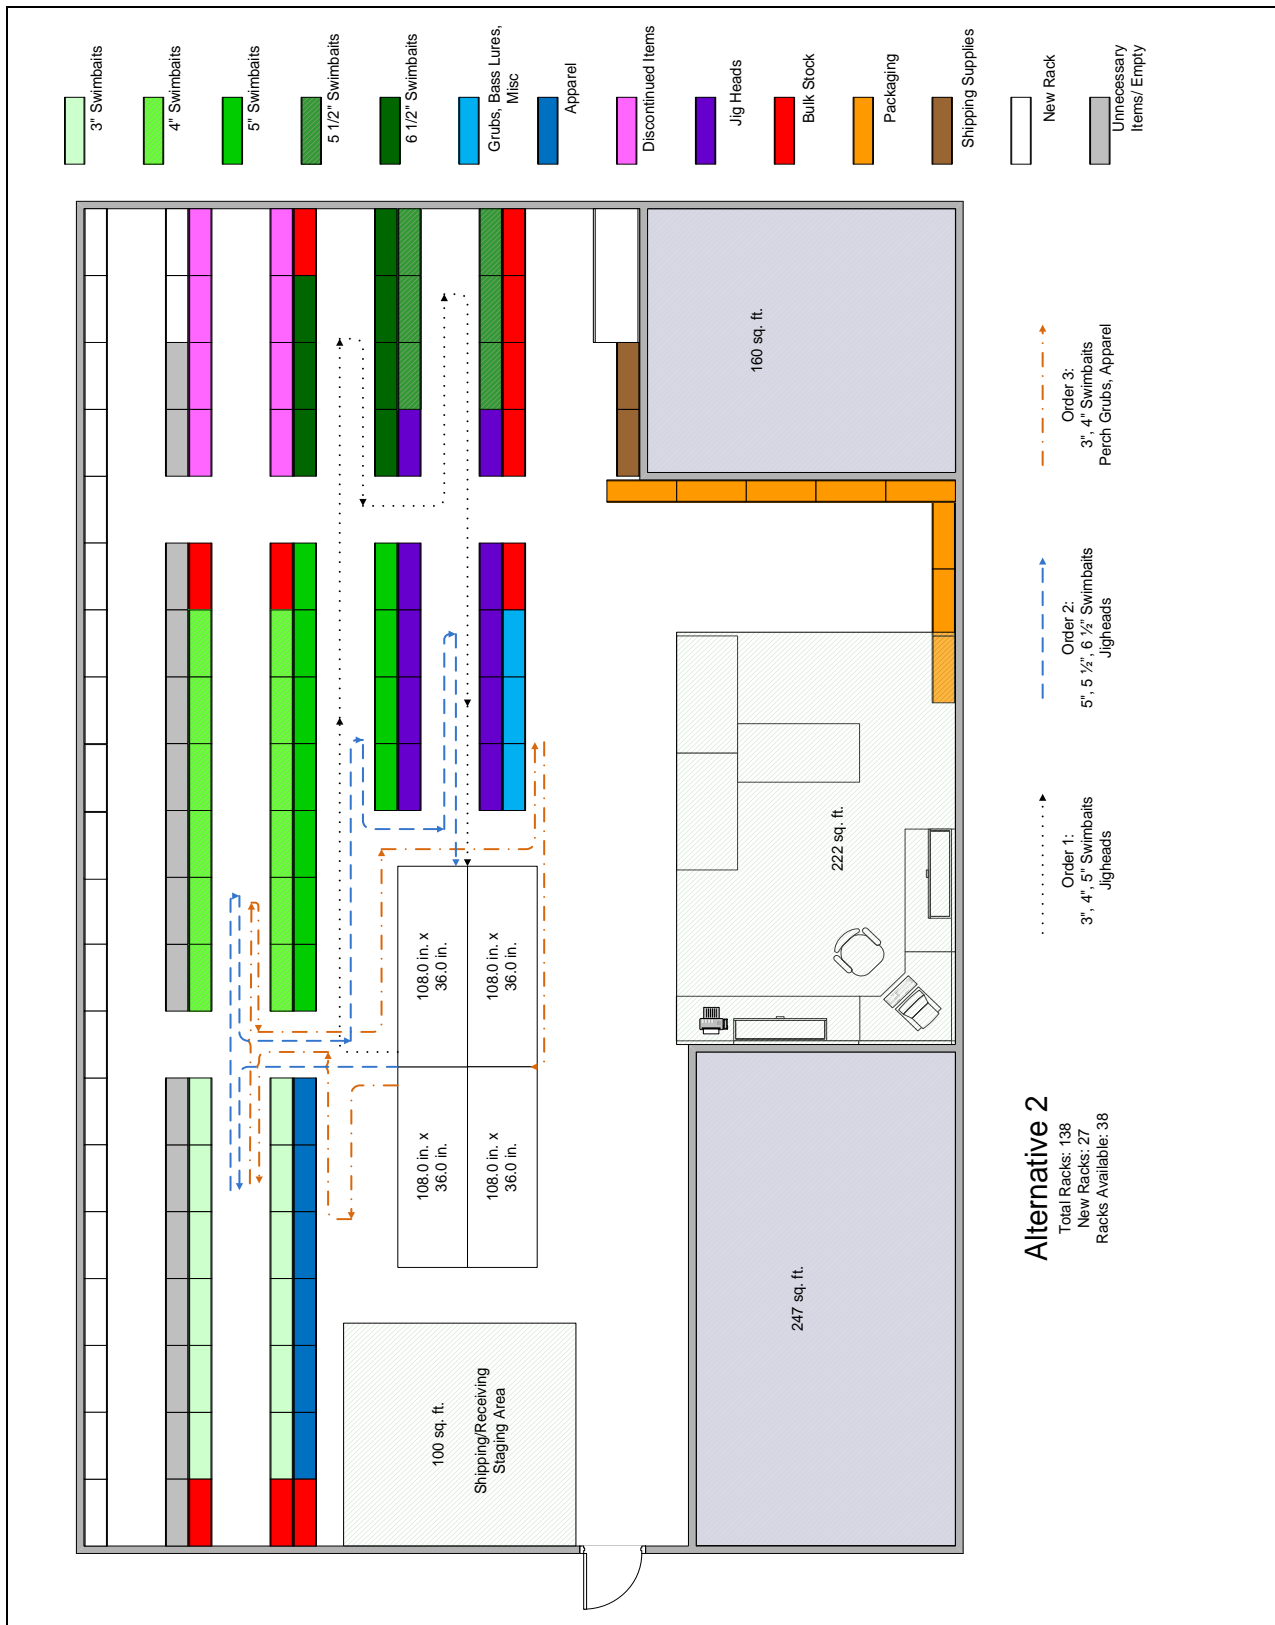 3" Swimbaits
4" Swimbaits
5" Swimbaits
5 1/2" Swimbaits
6 1/2" Swimbaits
Grubs, Bass Lures,
Misc
Apparel
Discontinued Items
Jig Heads
Bulk Stock
Packaging
Shipping Supplies
New Rack
Unnecessary
Items/ Empty
160 sq. ft.
222 sq. ft.
247 sq. ft.
108.0 in. x
36.0 in.
108.0 in. x
36.0 in.
108.0 in. x
36.0 in.
108.0 in. x
36.0 in.
100 sq. ft.
Shipping/Receiving
Staging Area
Order 3:
3", 4" Swimbaits
Perch Grubs, Apparel
Order 2:
5", 5 ½", 6 ½" Swimbaits
Jigheads
Order 1:
3", 4", 5" Swimbaits
Jigheads
Alternative 2
Total Racks: 138
New Racks: 27
Racks Available: 38